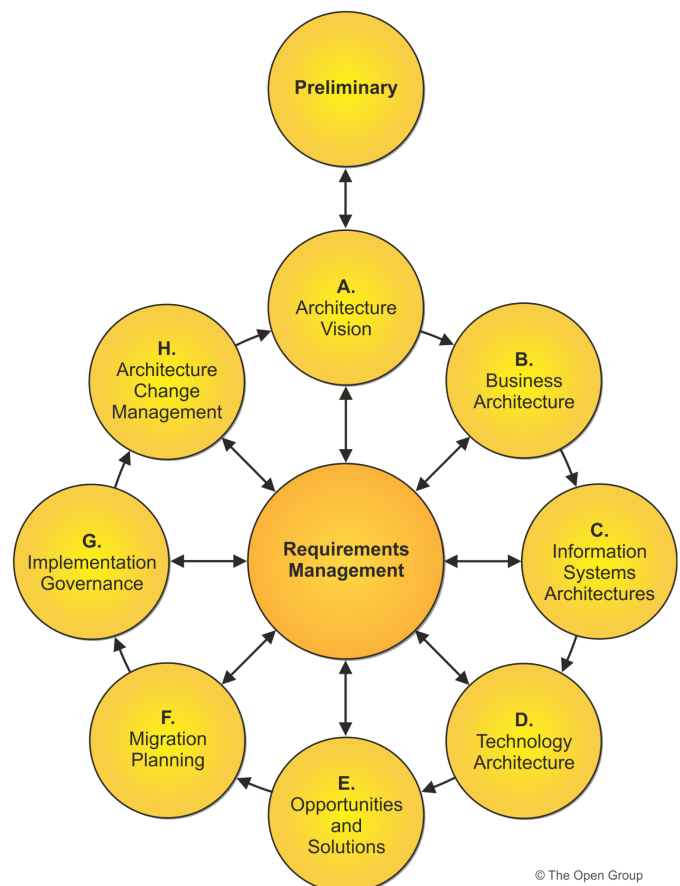 Preliminary
A.
Architecture
Vision
B.
Business
Architecture
C.
Information
Systems
Architectures
D.
Technology
Architecture
E.
Opportunities
and
Solutions
F.
Migration
Planning
G.
Implementation
Governance
H.
Architecture
Change
Management
Requirements
Management
© The Open Group